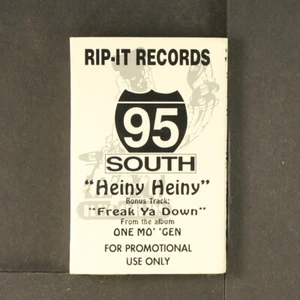 RIP-IT RECORDS
95
SOUTH
"Heiny Heiny"
Bonus Track:
"Freak Ya Down"
From the album
ONE MO' 'GEN
FOR PROMOTIONAL
USE ONLY